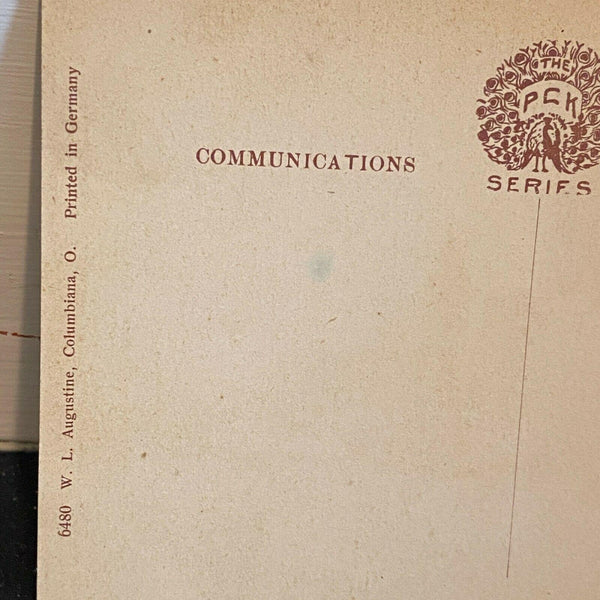 THE
PCK
SERIES
COMMUNICATIONS
6480 W. L. Augustine, Columbiana, O. Printed in Germany